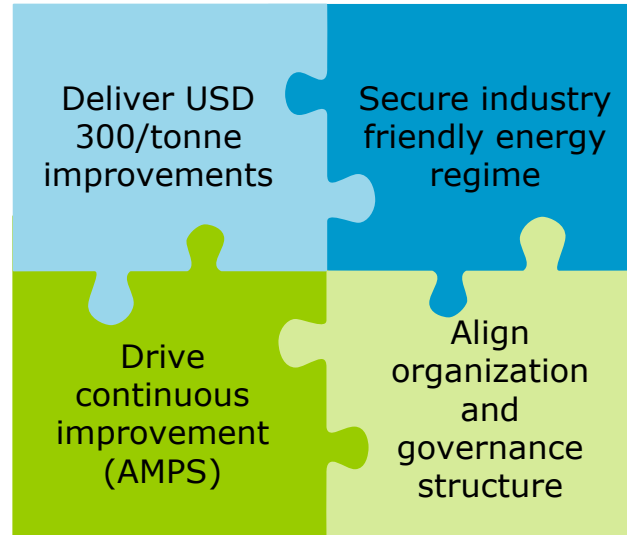 Deliver USD
300/tonne
improvements
Secure industry
friendly energy
regime
Drive
continuous
improvement
(AMPS)
Align
organization
and
governance
structure